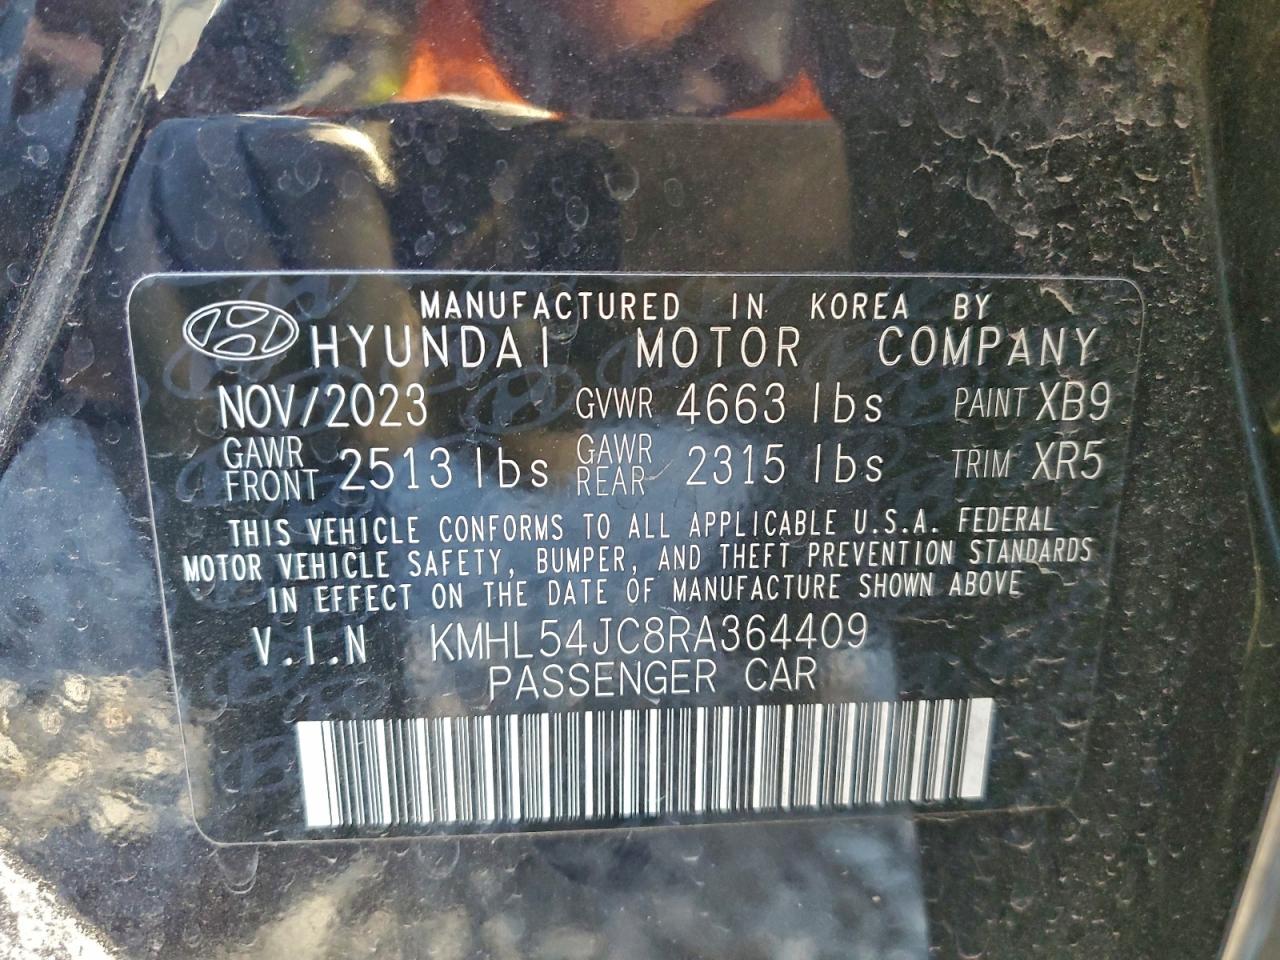 MANUFACTURED IN KOREA BY
HYUNDAI MOTOR COMPANY
NOV/2023 GVWR 4663 lbs PAINT XB9
GAWR FRONT 2513 lbs GAWR REAR 2315 lbs TRIM XR5
THIS VEHICLE CONFORMS TO ALL APPLICABLE U.S.A. FEDERAL
MOTOR VEHICLE SAFETY, BUMPER, AND THEFT PREVENTION STANDARDS
IN EFFECT ON THE DATE OF MANUFACTURE SHOWN ABOVE
V.I.N KMHL54JC8RA364409
PASSENGER CAR